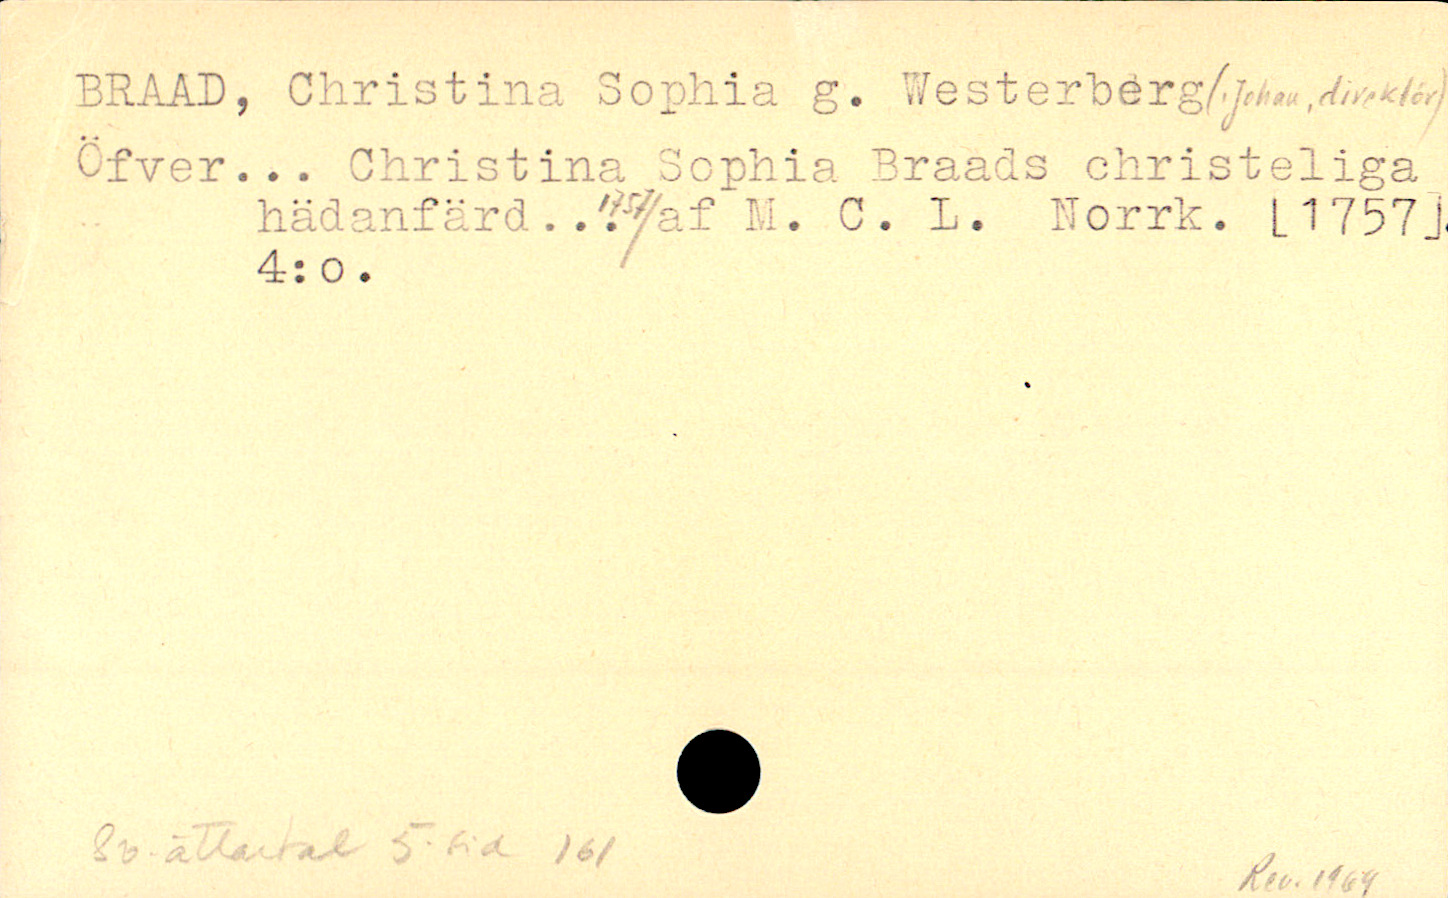 BRAAD, Christina Sophia g. Westerberg (. Johan, direktör)
Öfver... Christina Sophia Braads christeliga
hädanfärd... 1757/ af M. C. L. Norrk. [1757].
4:o.
Sv. ättartal 5. sid 161
Rev. 1969